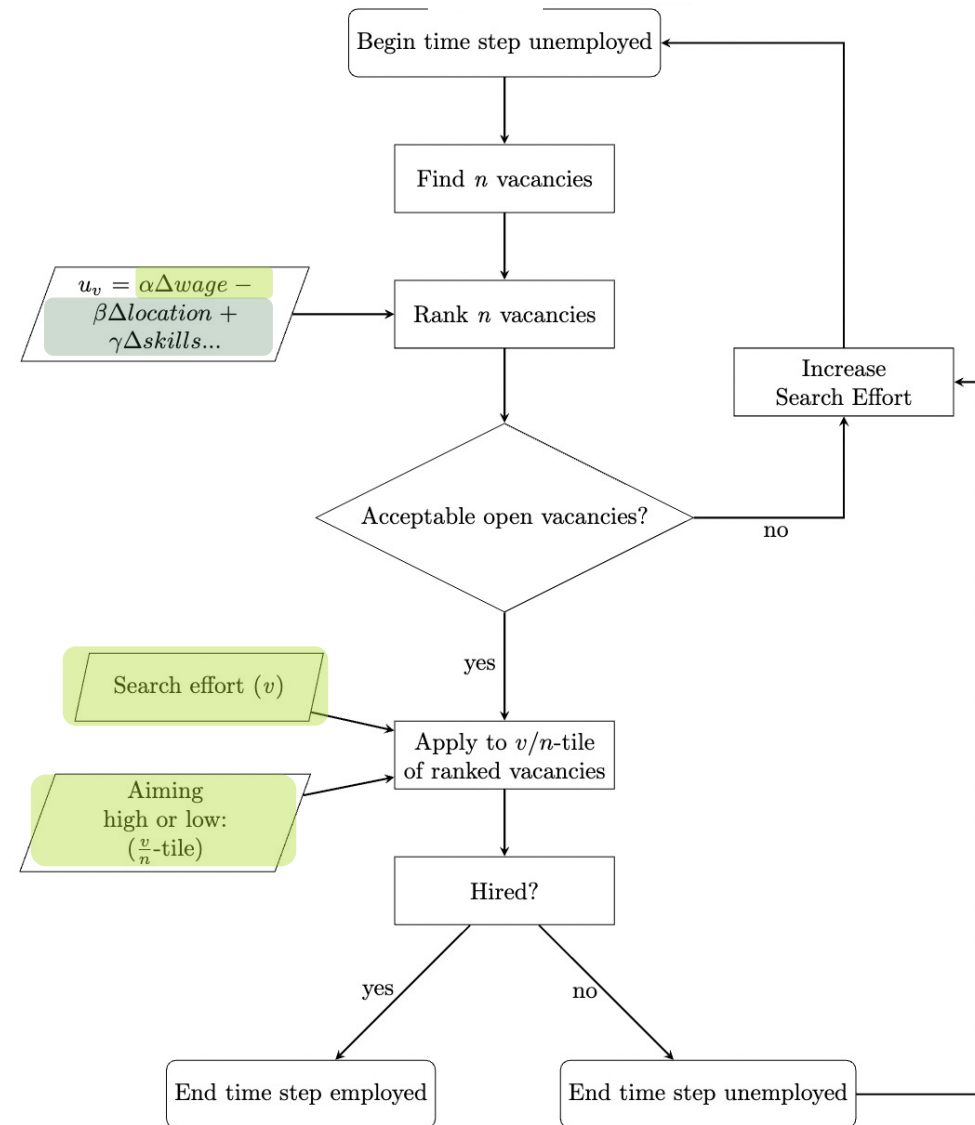 Begin time step unemployed
Find n vacancies
u_v = αΔwage −
βΔlocation +
γΔskills...
Rank n vacancies
Increase
Search Effort
Acceptable open vacancies?
no
yes
Search effort (v)
Apply to v/n-tile
of ranked vacancies
Aiming
high or low:
(v/n-tile)
Hired?
yes
no
End time step employed
End time step unemployed